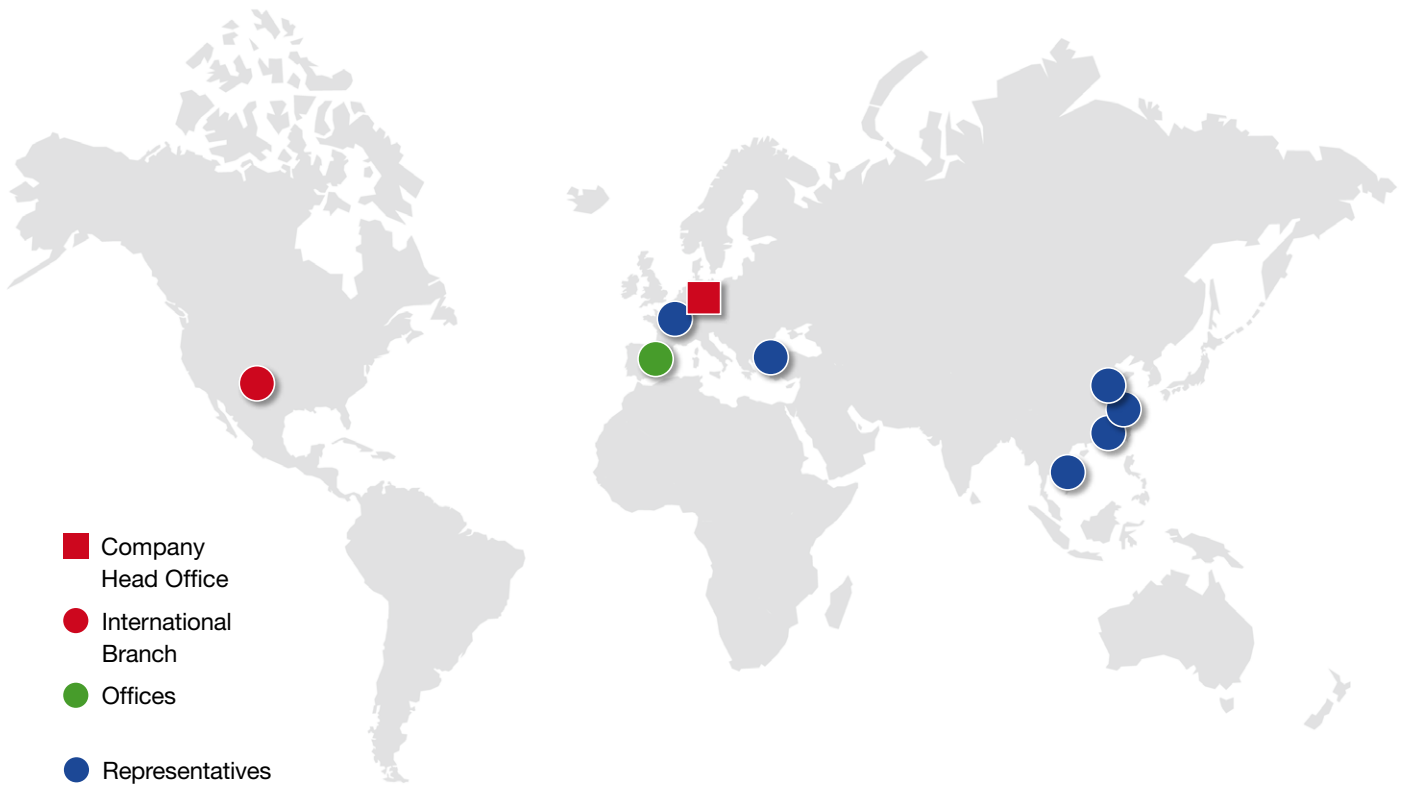 Company
Head Office
International
Branch
Offices
Representatives